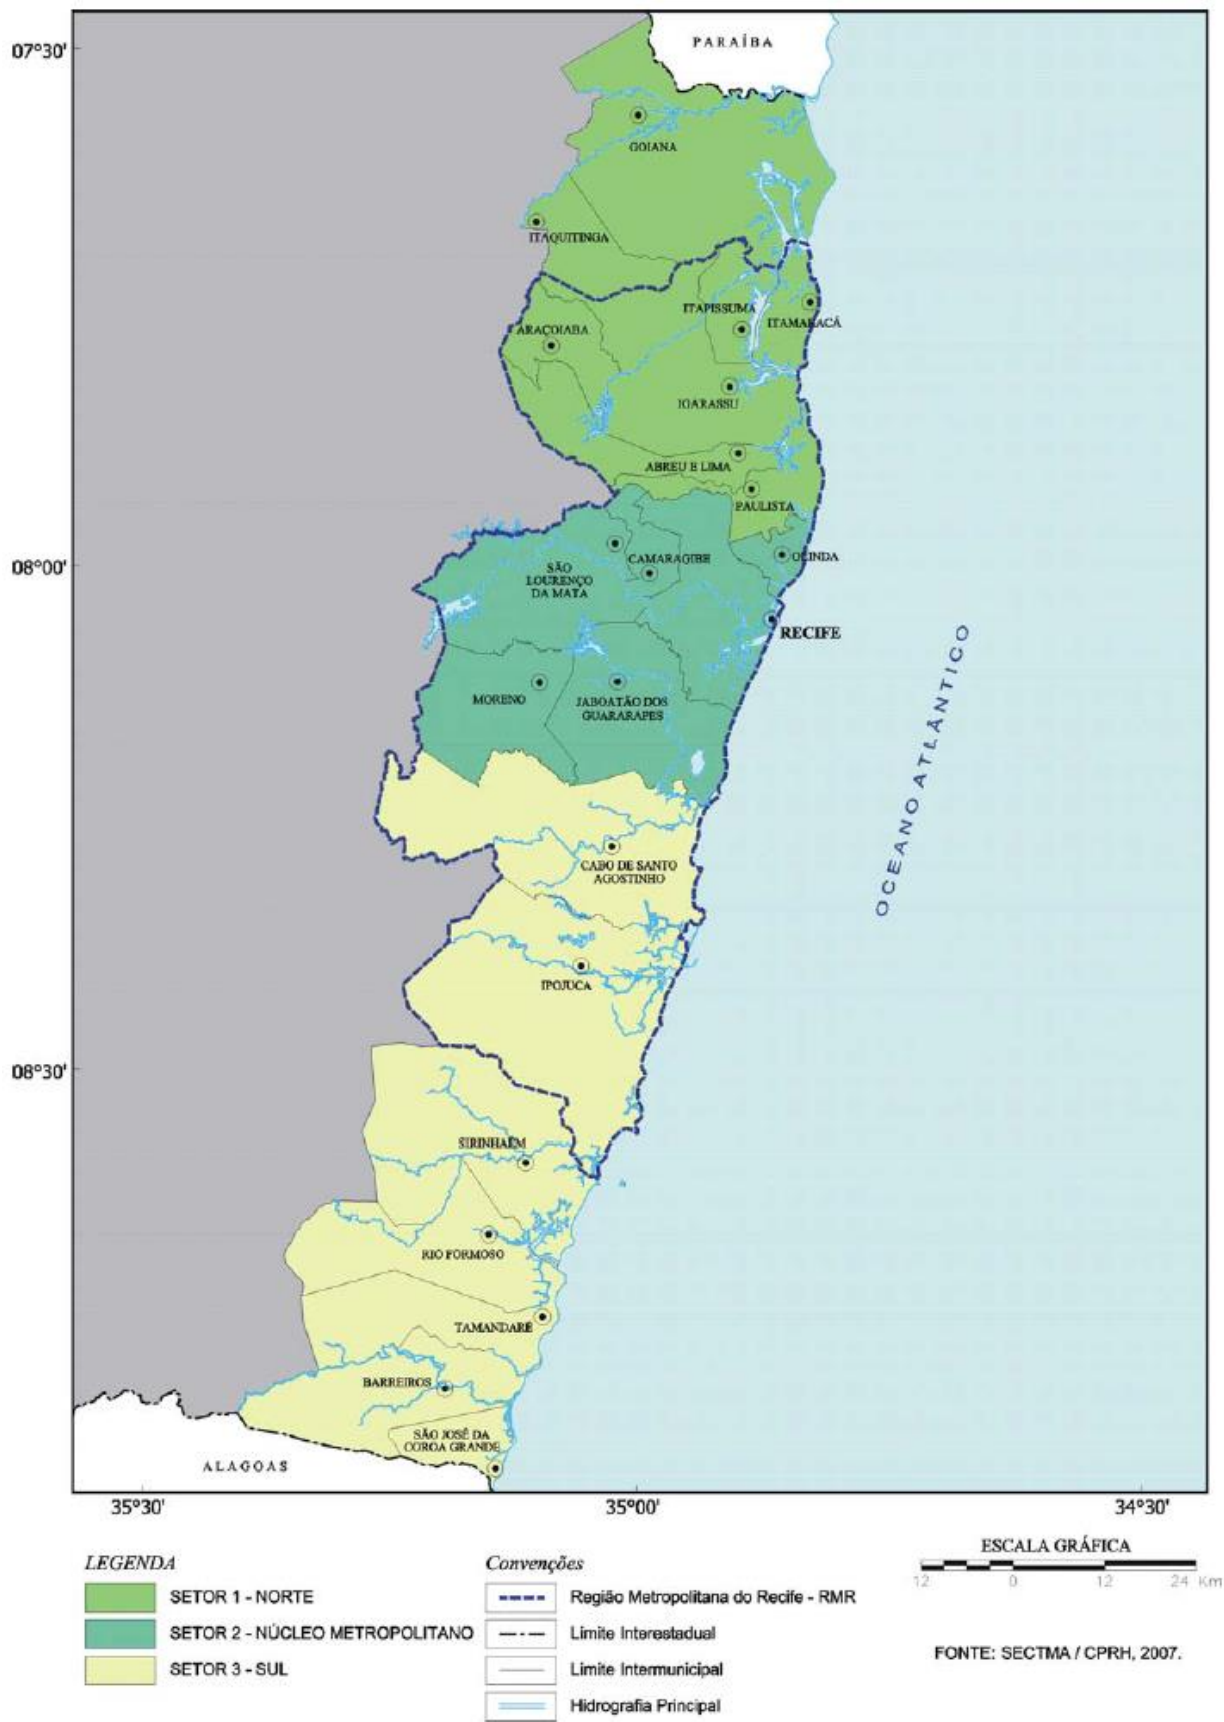 07°30'
PARAÍBA
GOIANA
ITAQUITINGA
ITAPISSUMA
ITAMARACÁ
ARAÇOIABA
IGARASSU
ABREU E LIMA
PAULISTA
OLINDA
CAMARAGIBE
08°00'
SÃO
LOURENÇO
DA MATA
RECIFE
MORENO
JABOATÃO DOS
GUARARAPES
OCEANO ATLÂNTICO
CABO DE SANTO
AGOSTINHO
IPOJUCA
08°30'
SIRINHAÉM
RIO FORMOSO
TAMANDARÉ
BARREIROS
SÃO JOSÉ DA
COROA GRANDE
ALAGOAS
35°30'
35°00'
34°30'
LEGENDA
SETOR 1 - NORTE
SETOR 2 - NÚCLEO METROPOLITANO
SETOR 3 - SUL
Convenções
Região Metropolitana do Recife - RMR
Limite Interestadual
Limite Intermunicipal
Hidrografia Principal
ESCALA GRÁFICA
12 0 12 24 Km
FONTE: SECTMA / CPRH, 2007.